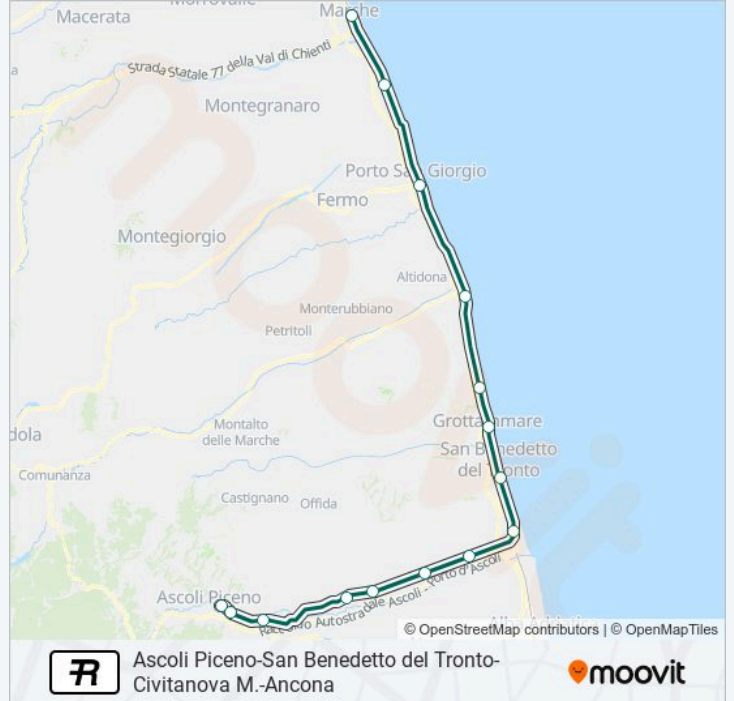 Marche
Macerata
Strada Statale 77 della Val di Chienti
Montegranaro
Porto San Giorgio
Fermo
Montegiorgio
Altidona
Monterubbiano
Petritoli
Grottammare
Montalto
delle Marche
San Benedetto
del Tronto
Comunanza
Castignano
Offida
Ascoli Piceno
Raccordo Autostradale Ascoli - Porto d'Ascoli
© OpenStreetMap contributors | © OpenMapTiles
R
Ascoli Piceno-San Benedetto del Tronto-
Civitanova M.-Ancona
moovit